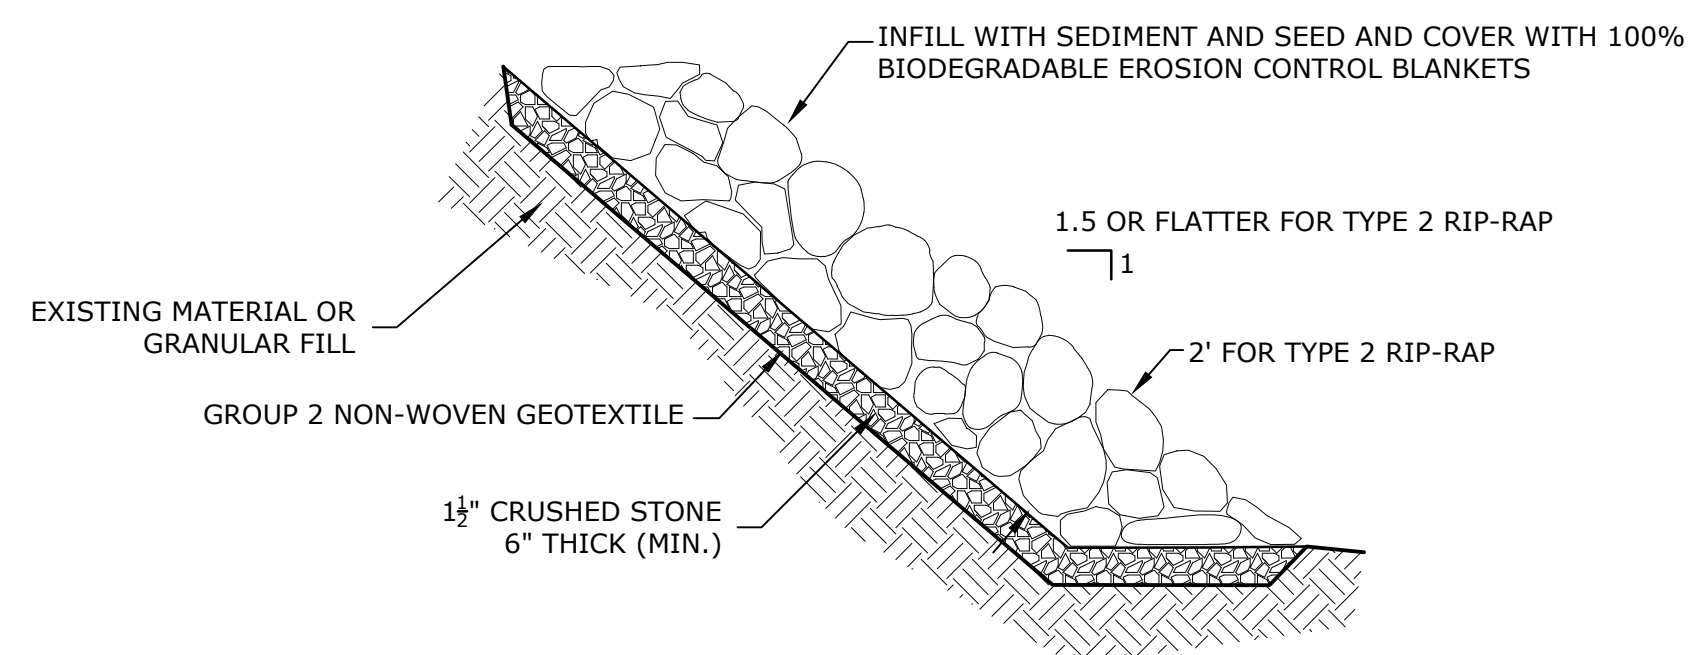 INFILL WITH SEDIMENT AND SEED AND COVER WITH 100%
BIODEGRADABLE EROSION CONTROL BLANKETS
1.5 OR FLATTER FOR TYPE 2 RIP-RAP
1
EXISTING MATERIAL OR
GRANULAR FILL
2' FOR TYPE 2 RIP-RAP
GROUP 2 NON-WOVEN GEOTEXTILE
1½" CRUSHED STONE
6" THICK (MIN.)